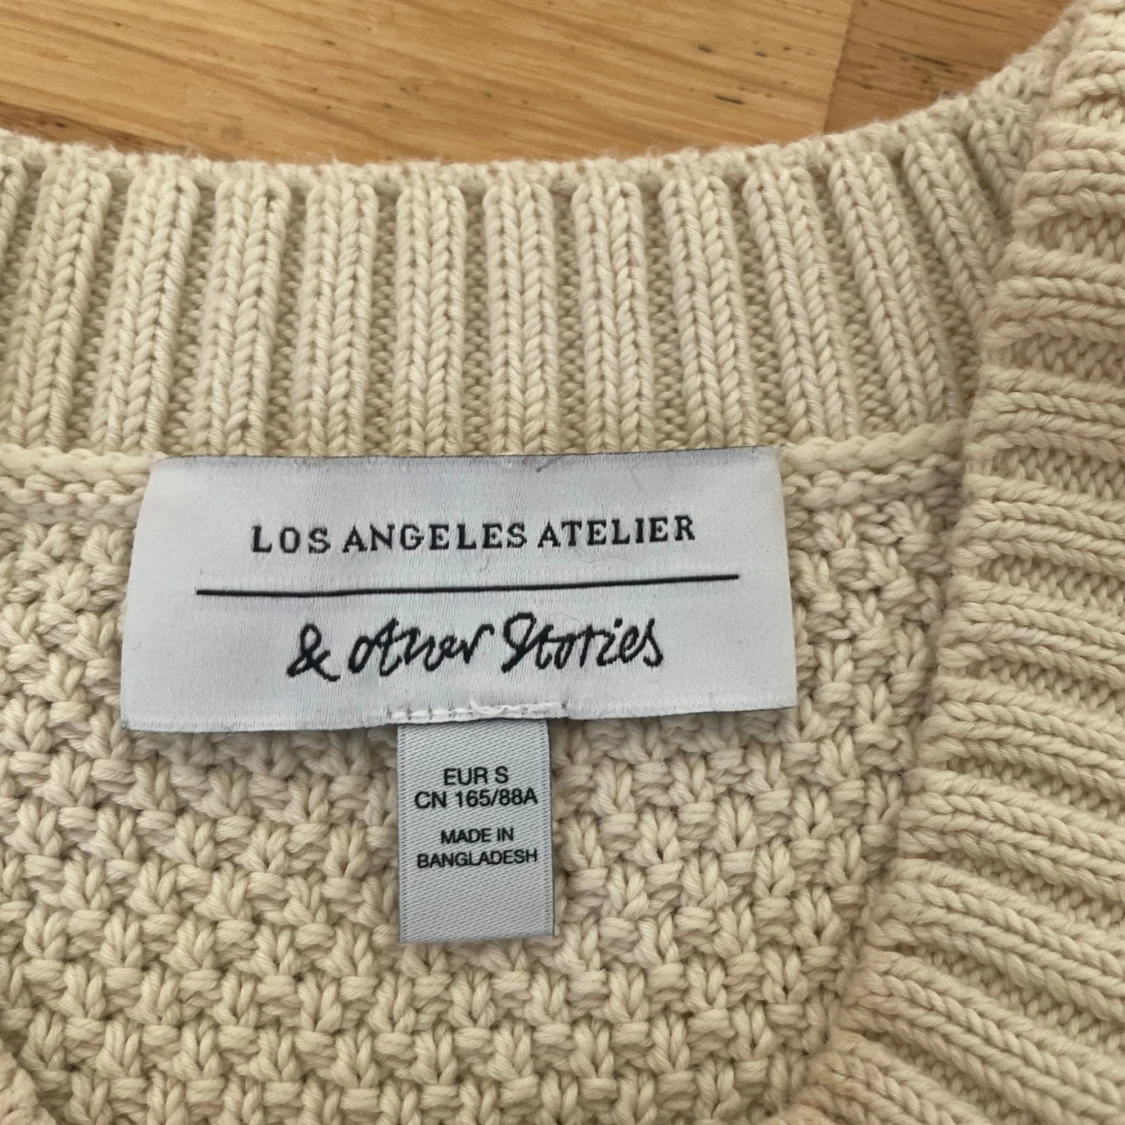 LOS ANGELES ATELIER
& other Stories
EUR S
CN 165/88A
MADE IN
BANGLADESH